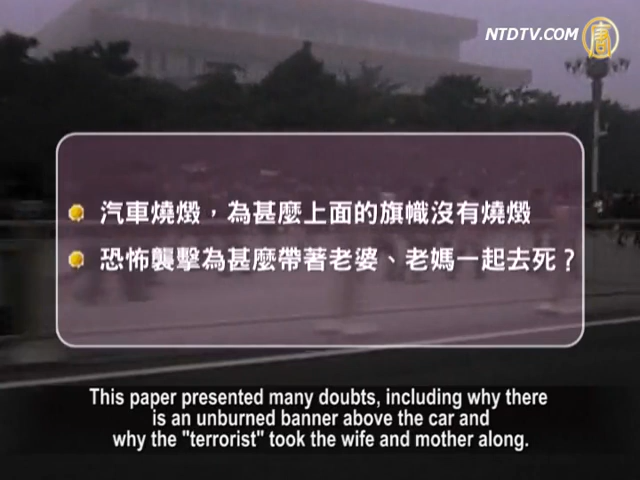 NTDTV.COM
汽車燒燬，為甚麼上面的旗幟沒有燒燬
恐怖襲擊為甚麼帶著老婆、老媽一起去死？
This paper presented many doubts, including why there
is an unburned banner above the car and
why the "terrorist" took the wife and mother along.